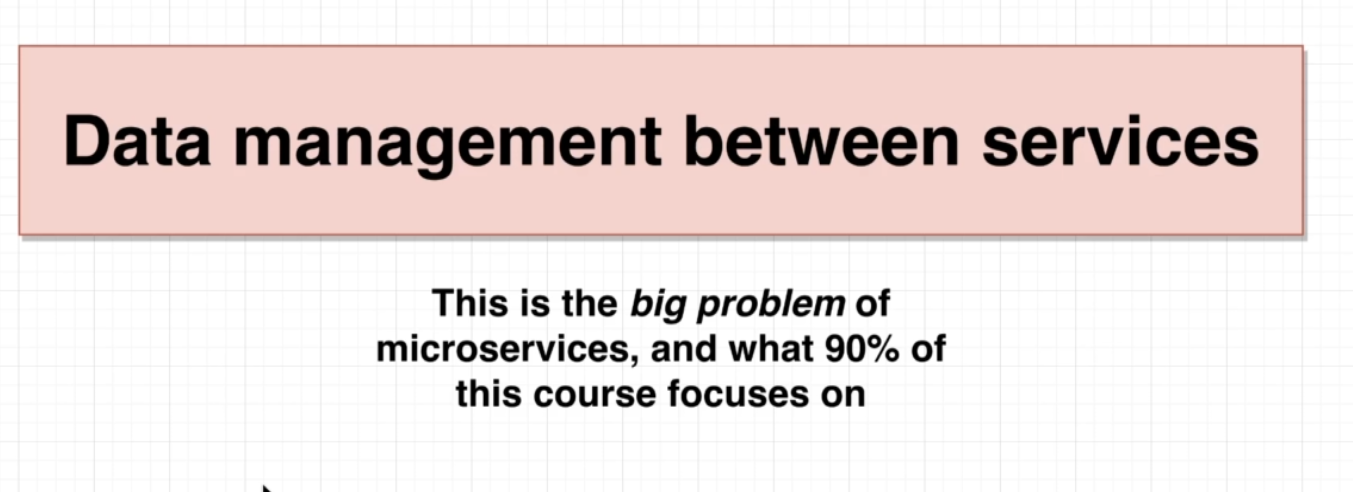 Data management between services
This is the big problem of
microservices, and what 90% of
this course focuses on